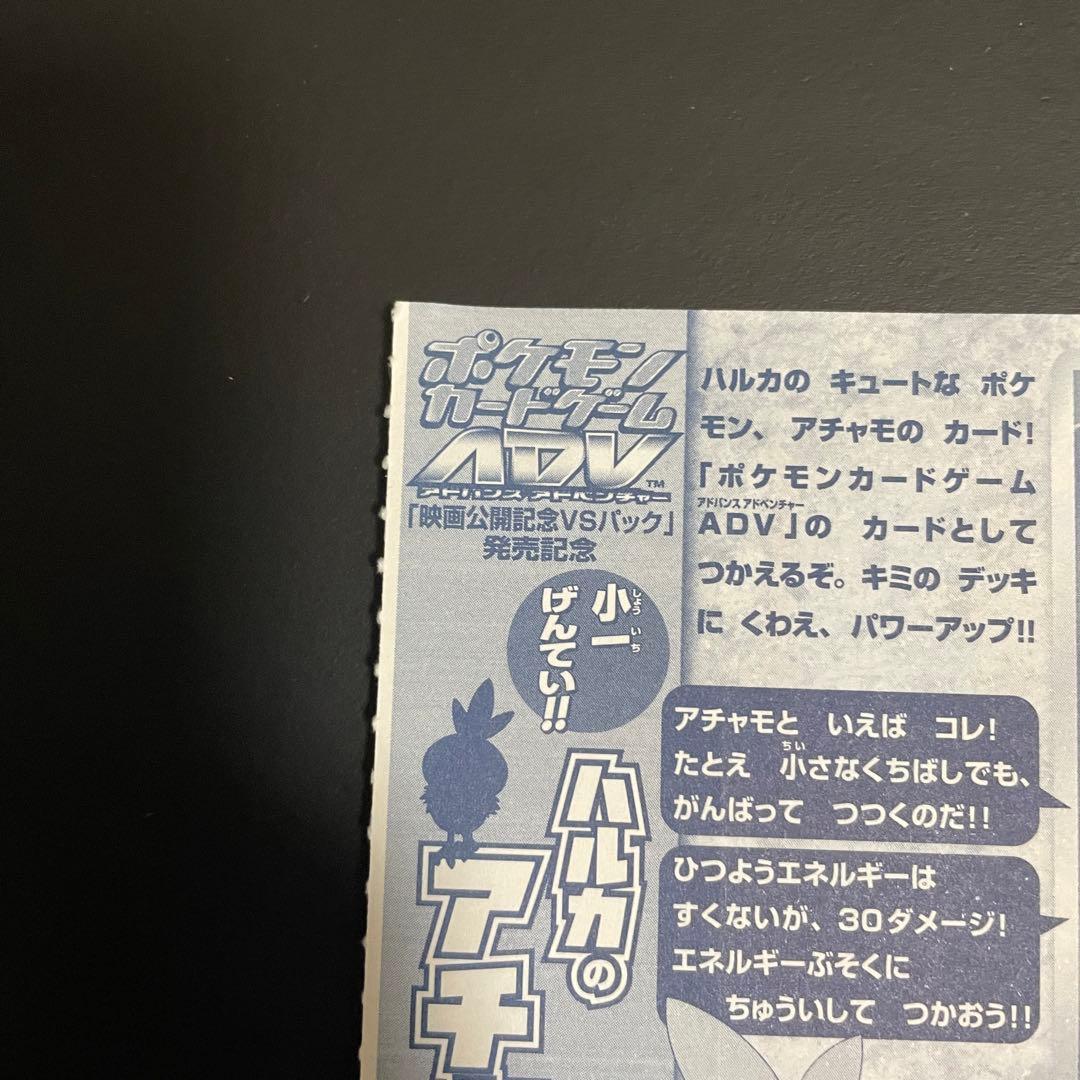 ポケモン
カードゲーム
ADV™
アドバンスアドベンチャー
「映画公開記念VSパック」
発売記念
小一
しょう いち
げんてい!!
ハルカの
アチ
ハルカの キュートな ポケ
モン、アチャモの カード!
「ポケモンカードゲーム
アドバンスアドベンチャー
ADV」の カードとして
つかえるぞ。キミの デッキ
に くわえ、パワーアップ!!
アチャモと いえば コレ!
ちい
たとえ 小さなくちばしでも、
がんばって つつくのだ!!
ひつようエネルギーは
すくないが、30ダメージ!
エネルギーぶそくに
ちゅういして つかおう!!